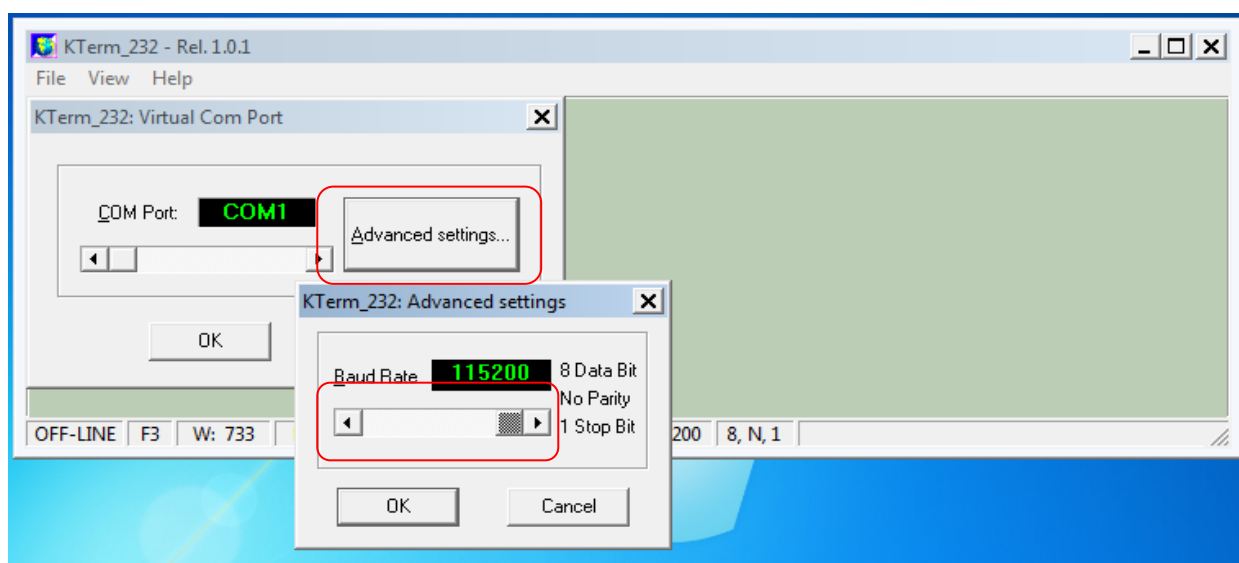 KTerm_232 - Rel. 1.0.1
File View Help
KTerm_232: Virtual Com Port
COM Port: COM1
Advanced settings...
OK
KTerm_232: Advanced settings
Baud Rate 115200
8 Data Bit
No Parity
1 Stop Bit
OK Cancel
OFF-LINE F3 W: 733 200 8, N, 1